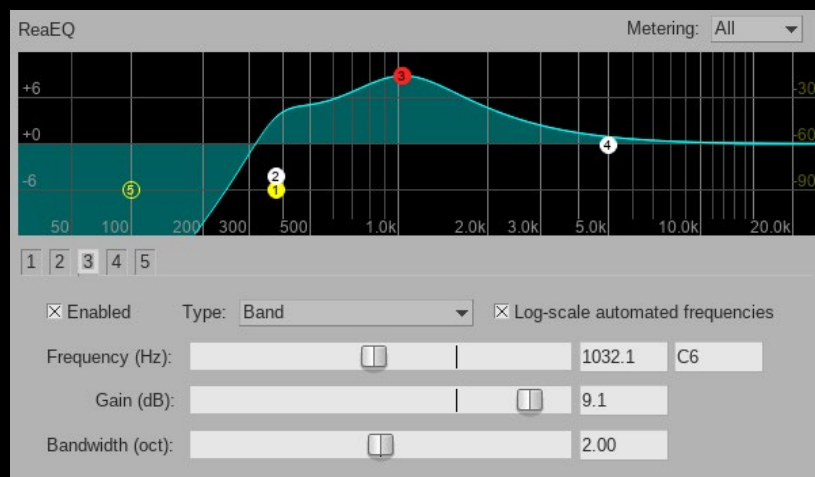 ReaEQ Metering: All
+6 -30
+0 -60
-6 -90
3
4
2
1
5
50 100 200 300 500 1.0k 2.0k 3.0k 5.0k 10.0k 20.0k
1 2 3 4 5
Enabled Type: Band Log-scale automated frequencies
Frequency (Hz): 1032.1 C6
Gain (dB): 9.1
Bandwidth (oct): 2.00